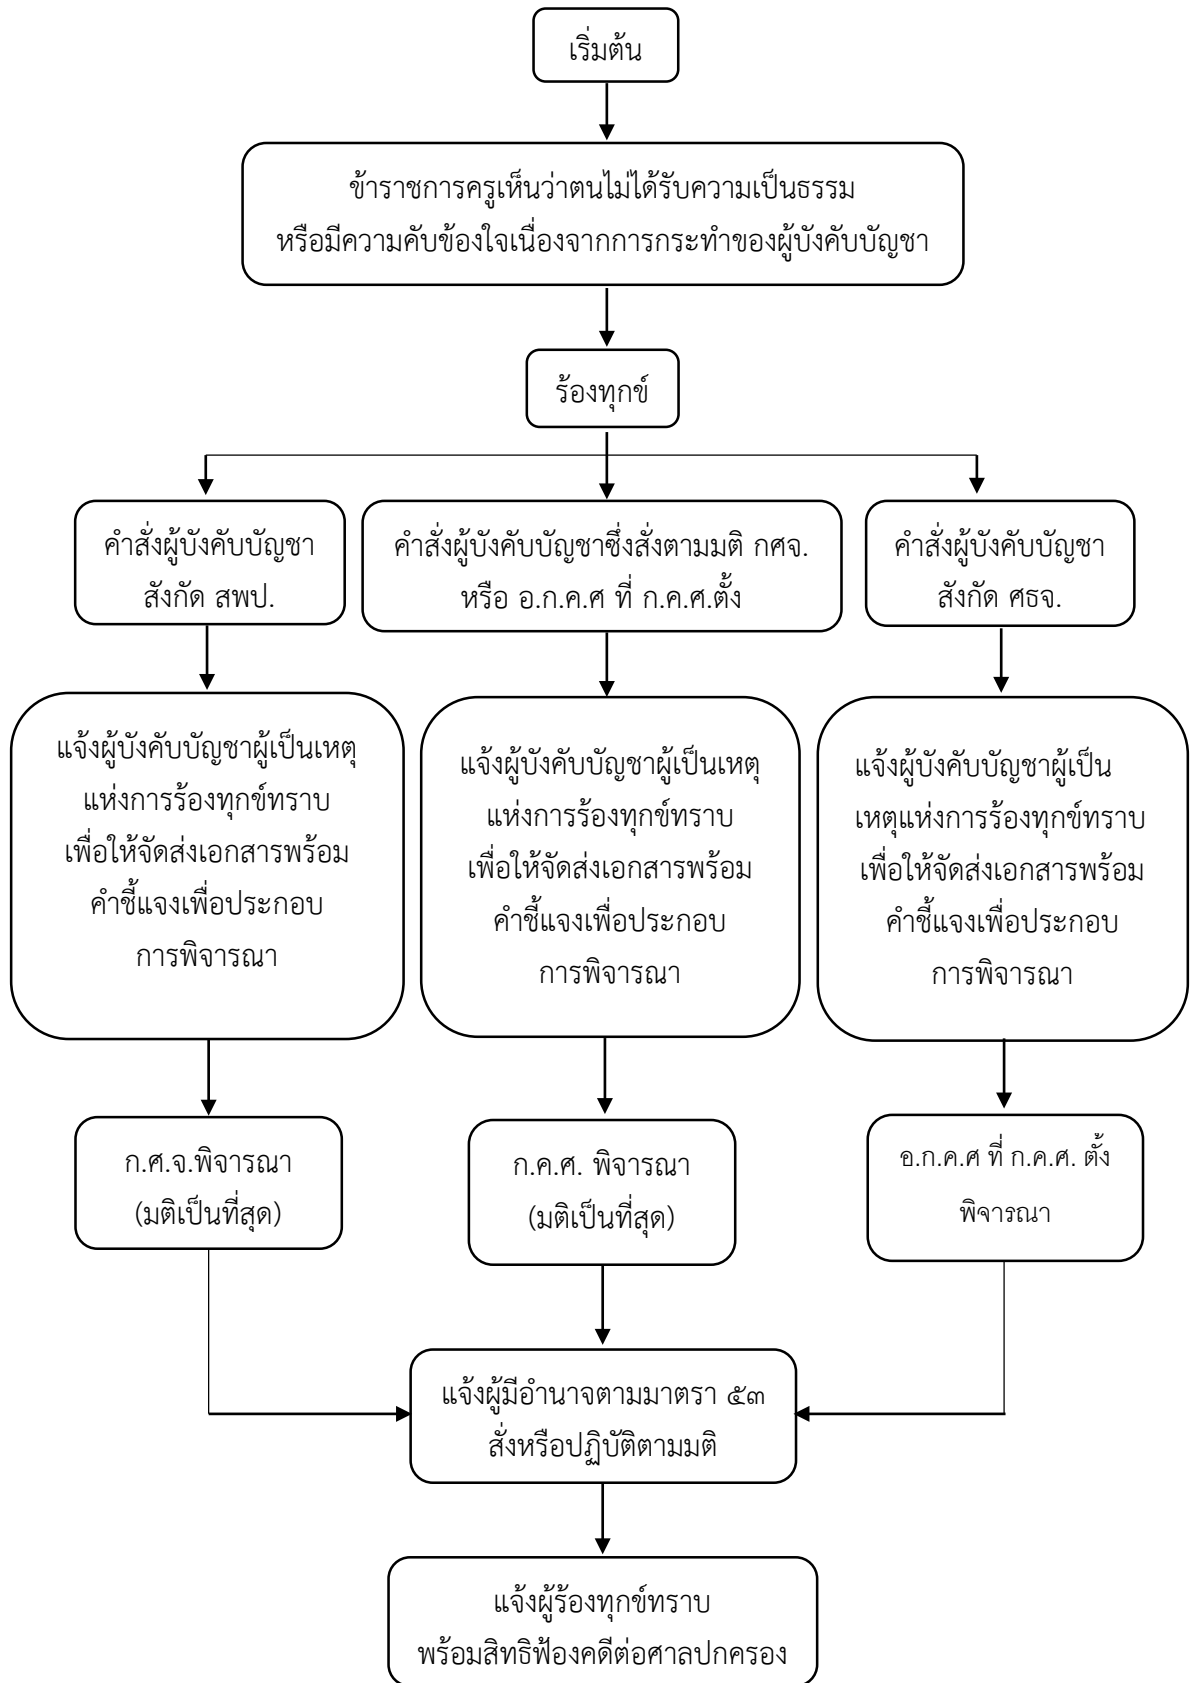 เริ่มต้น
ข้าราชการครูเห็นว่าตนไม่ได้รับความเป็นธรรม
หรือมีความคับข้องใจเนื่องจากการกระทำของผู้บังคับบัญชา
ร้องทุกข์
คำสั่งผู้บังคับบัญชา
สังกัด สพป.
คำสั่งผู้บังคับบัญชาซึ่งสั่งตามมติ กศจ.
หรือ อ.ก.ค.ศ ที่ ก.ค.ศ.ตั้ง
คำสั่งผู้บังคับบัญชา
สังกัด ศธจ.
แจ้งผู้บังคับบัญชาผู้เป็นเหตุ
แห่งการร้องทุกข์ทราบ
เพื่อให้จัดส่งเอกสารพร้อม
คำชี้แจงเพื่อประกอบ
การพิจารณา
แจ้งผู้บังคับบัญชาผู้เป็นเหตุ
แห่งการร้องทุกข์ทราบ
เพื่อให้จัดส่งเอกสารพร้อม
คำชี้แจงเพื่อประกอบ
การพิจารณา
แจ้งผู้บังคับบัญชาผู้เป็น
เหตุแห่งการร้องทุกข์ทราบ
เพื่อให้จัดส่งเอกสารพร้อม
คำชี้แจงเพื่อประกอบ
การพิจารณา
ก.ศ.จ.พิจารณา
(มติเป็นที่สุด)
ก.ค.ศ. พิจารณา
(มติเป็นที่สุด)
อ.ก.ค.ศ ที่ ก.ค.ศ. ตั้ง
พิจารณา
แจ้งผู้มีอำนาจตามมาตรา ๕๓
สั่งหรือปฏิบัติตามมติ
แจ้งผู้ร้องทุกข์ทราบ
พร้อมสิทธิฟ้องคดีต่อศาลปกครอง